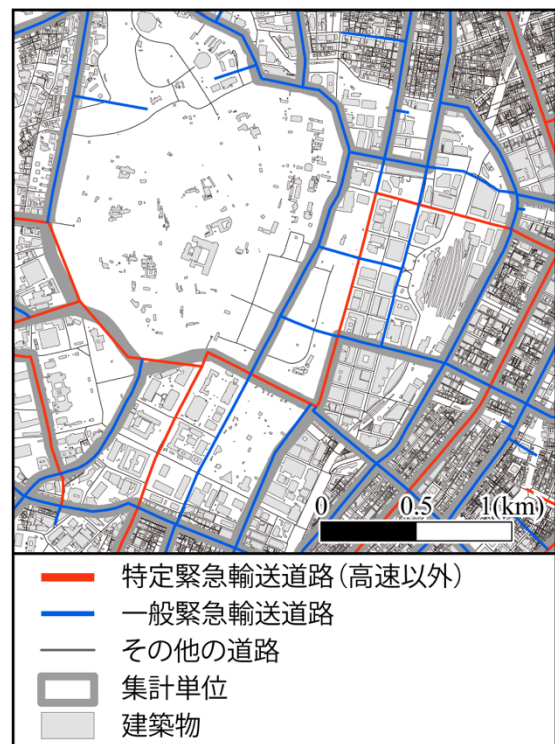 0 0.5 1(km)
特定緊急輸送道路(高速以外)
一般緊急輸送道路
その他の道路
集計単位
建築物